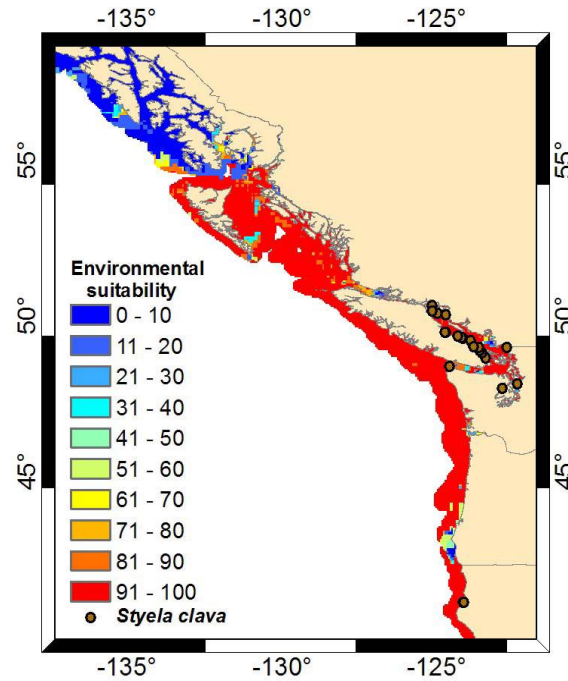 -135° -130° -125°
55° 55°
50° 50°
45° 45°
Environmental
suitability
0 - 10
11 - 20
21 - 30
31 - 40
41 - 50
51 - 60
61 - 70
71 - 80
81 - 90
91 - 100
Styela clava
-135° -130° -125°